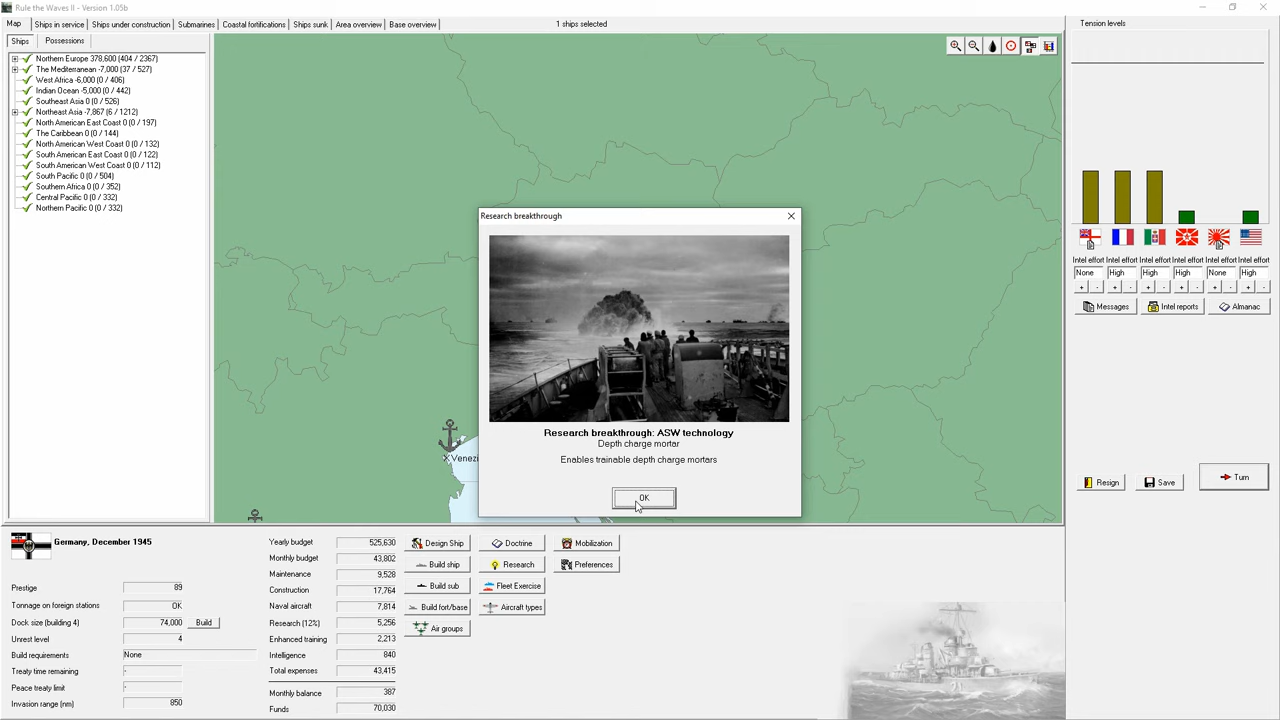 Rule the Waves II - Version 1.05b
Map Ships in service Ships under construction Submarines Coastal fortifications Ships sunk Area overview Base overview 1 ships selected
Ships Possessions
Northern Europe 378,600 (404 / 2367)
The Mediterranean -7,000 (37 / 527)
West Africa -6,000 (0 / 406)
Indian Ocean -5,000 (0 / 442)
Southeast Asia 0 (0 / 526)
Northeast Asia -7,867 (6 / 1212)
North American East Coast 0 (0 / 197)
The Caribbean 0 (0 / 144)
North American West Coast 0 (0 / 132)
South American East Coast 0 (0 / 122)
South American West Coast 0 (0 / 112)
South Pacific 0 (0 / 504)
Southern Africa 0 (0 / 352)
Central Pacific 0 (0 / 332)
Northern Pacific 0 (0 / 332)
Venezi
Research breakthrough
Research breakthrough: ASW technology
Depth charge mortar
Enables trainable depth charge mortars
OK
Tension levels
Intel effort Intel effort Intel effort Intel effort Intel effort Intel effort
None High High High None High
+ - + - + - + - + - + -
Messages Intel reports Almanac
Resign Save Turn
Germany, December 1945
Prestige 89
Tonnage on foreign stations OK
Dock size (building 4) 74,000 Build
Unrest level 4
Build requirements None
Treaty time remaining -
Peace treaty limit -
Invasion range (nm) 850
Yearly budget 525,630
Monthly budget 43,802
Maintenance 9,528
Construction 17,764
Naval aircraft 7,814
Research (12%) 5,256
Enhanced training 2,213
Intelligence 840
Total expenses 43,415
Monthly balance 387
Funds 70,030
Design Ship Doctrine Mobilization
Build ship Research Preferences
Build sub Fleet Exercise
Build fort/base Aircraft types
Air groups